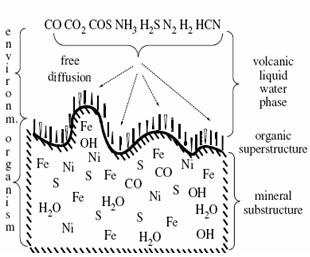 CO CO2 COS NH3 H2S N2 H2 HCN
environm.
free
diffusion
volcanic
liquid
water
phase
Fe
OH
organic
superstructure
organism
Fe Ni Ni S Fe Fe
S S Fe CO CO Ni
mineral
substructure
S OH
H2O Fe H2O Ni H2O
S S Fe
Ni Fe H2O OH